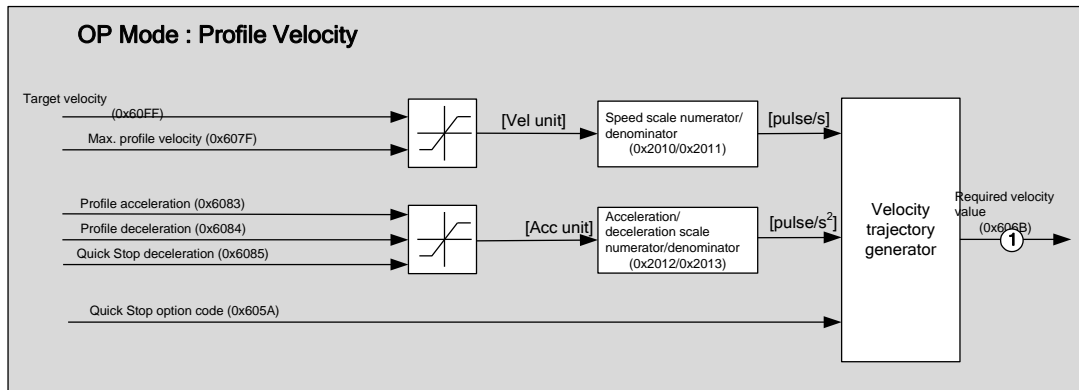 OP Mode : Profile Velocity
Target velocity
(0x60FF)
Max. profile velocity (0x607F)
[Vel unit]
Speed scale numerator/
denominator
(0x2010/0x2011)
[pulse/s]
Profile acceleration (0x6083)
Profile deceleration (0x6084)
Quick Stop deceleration (0x6085)
[Acc unit]
Acceleration/
deceleration scale
numerator/denominator
(0x2012/0x2013)
[pulse/s²]
Quick Stop option code (0x605A)
Velocity
trajectory
generator
Required velocity
value
(0x606B)
1